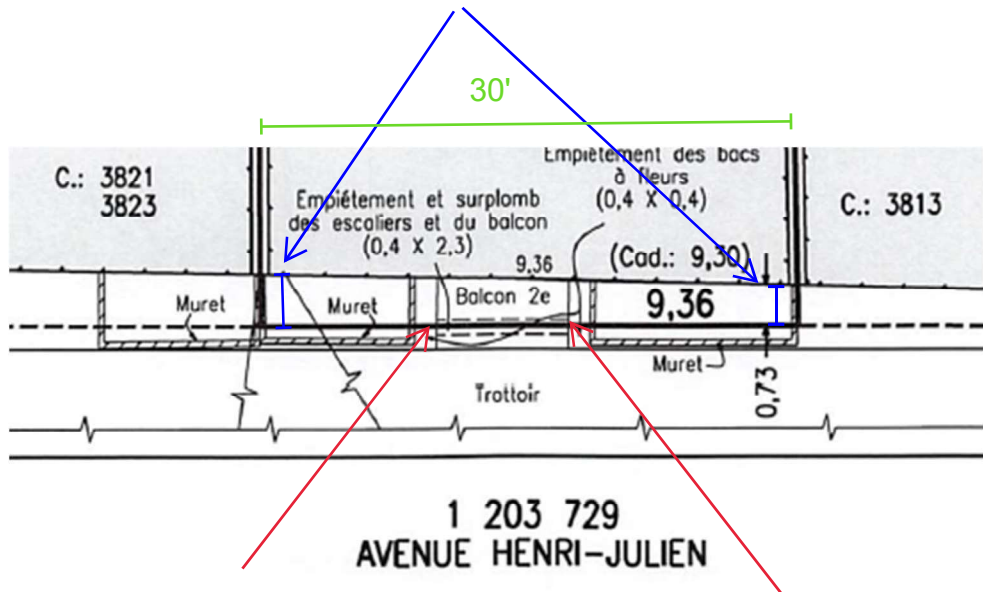 30'
Empiètement des bacs
à fleurs
(0,4 X 0,4)
C.: 3821
3823
Empiétement et surplomb
des escaliers et du balcon
(0,4 X 2,3)
C.: 3813
9,36
(Cad.: 9,30)
Muret
Muret
Balcon 2e
9,36
Muret
0,73
Trottoir
1 203 729
AVENUE HENRI-JULIEN